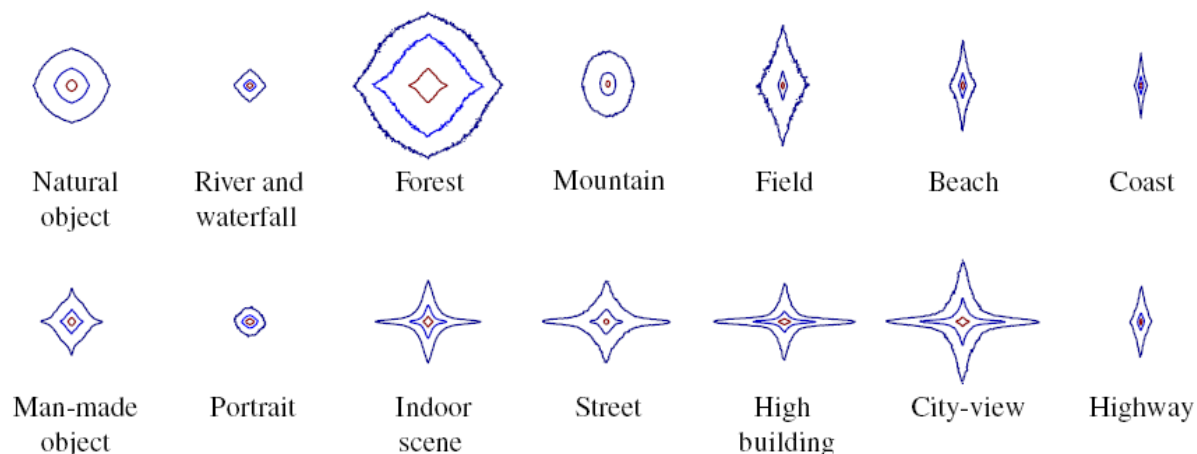 Natural
object
River and
waterfall
Forest
Mountain
Field
Beach
Coast
Man-made
object
Portrait
Indoor
scene
Street
High
building
City-view
Highway